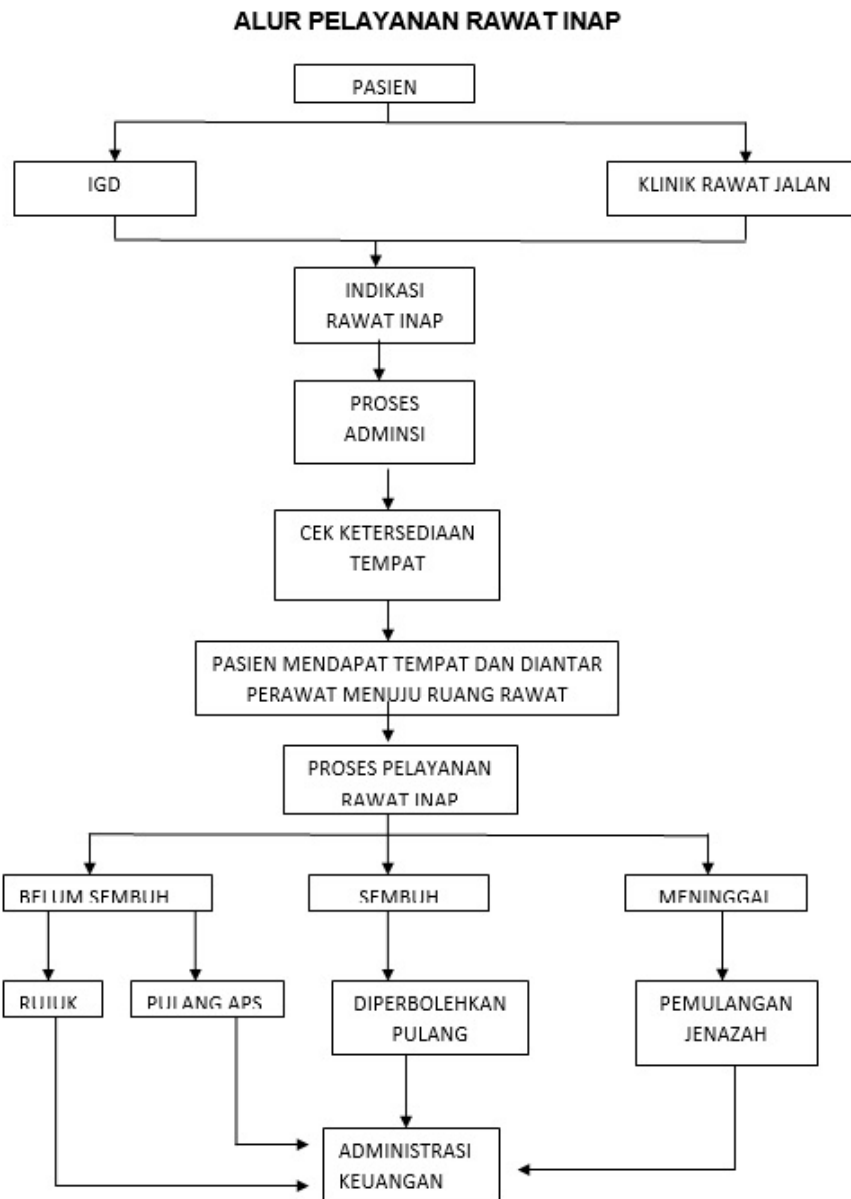 ALUR PELAYANAN RAWAT INAP
PASIEN
IGD
KLINIK RAWAT JALAN
INDIKASI
RAWAT INAP
PROSES
ADMINSI
CEK KETERSEDIAAN
TEMPAT
PASIEN MENDAPAT TEMPAT DAN DIANTAR
PERAWAT MENUJU RUANG RAWAT
PROSES PELAYANAN
RAWAT INAP
BELUM SEMBUH
SEMBUH
MENINGGAL
RUJUK
PULANG APS
DIPERBOLEHKAN
PULANG
PEMULANGAN
JENAZAH
ADMINISTRASI
KEUANGAN